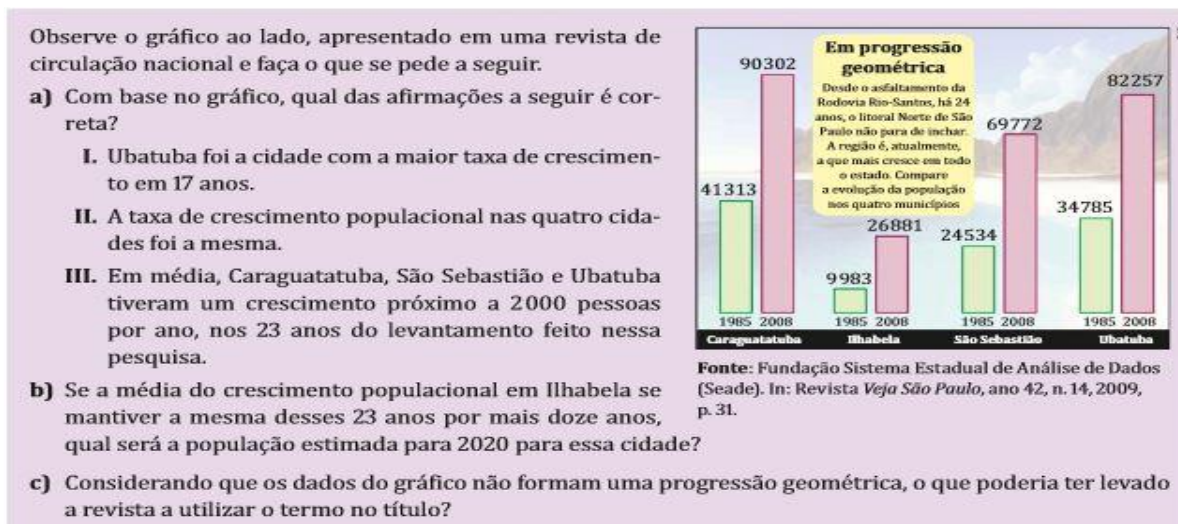 Observe o gráfico ao lado, apresentado em uma revista de
circulação nacional e faça o que se pede a seguir.
a) Com base no gráfico, qual das afirmações a seguir é cor-
reta?
I. Ubatuba foi a cidade com a maior taxa de crescimen-
to em 17 anos.
II. A taxa de crescimento populacional nas quatro cida-
des foi a mesma.
III. Em média, Caraguatatuba, São Sebastião e Ubatuba
tiveram um crescimento próximo a 2000 pessoas
por ano, nos 23 anos do levantamento feito nessa
pesquisa.
b) Se a média do crescimento populacional em Ilhabela se
mantiver a mesma desses 23 anos por mais doze anos,
qual será a população estimada para 2020 para essa cidade?
c) Considerando que os dados do gráfico não formam uma progressão geométrica, o que poderia ter levado
a revista a utilizar o termo no título?
Em progressão
geométrica
Desde o asfaltamento da
Rodovia Rio-Santos, há 24
anos, o litoral Norte de São
Paulo não para de inchar.
A região é, atualmente,
a que mais cresce em todo
o estado. Compare
a evolução da população
nos quatro municípios
41313 90302
9983 26881
24534 69772
34785 82257
1985 2008 1985 2008 1985 2008 1985 2008
Caraguatatuba Ilhabela São Sebastião Ubatuba
Fonte: Fundação Sistema Estadual de Análise de Dados
(Seade). In: Revista Veja São Paulo, ano 42, n. 14, 2009,
p. 31.